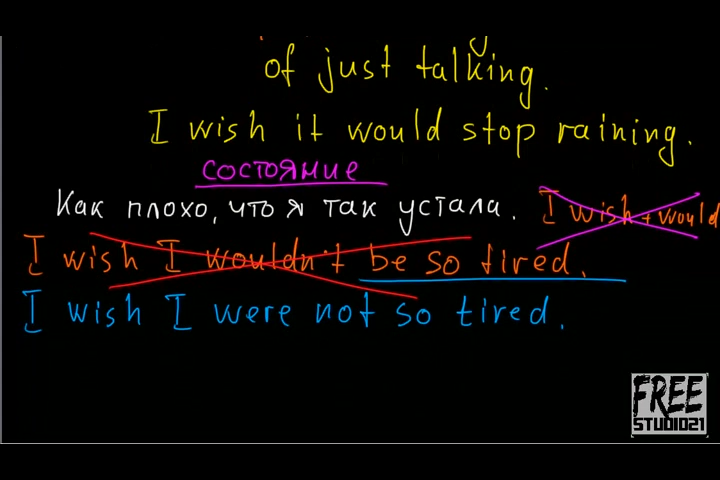 of just talking.
I wish it would stop raining.
состояние
Как плохо, что я так устала. I wish + would
I wish I wouldn't be so tired.
I wish I were not so tired.
FREE
STUDIO21